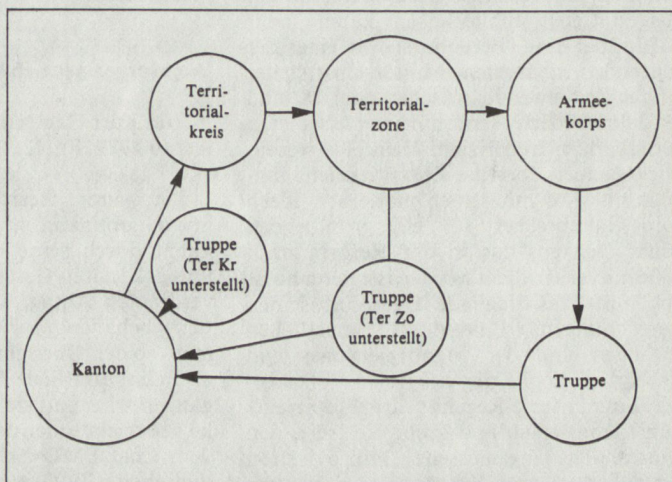 Terri-
torial-
kreis
Territorial-
zone
Armee-
korps
Truppe
(Ter Kr
unterstellt)
Truppe
(Ter Zo
unterstellt)
Kanton
Truppe